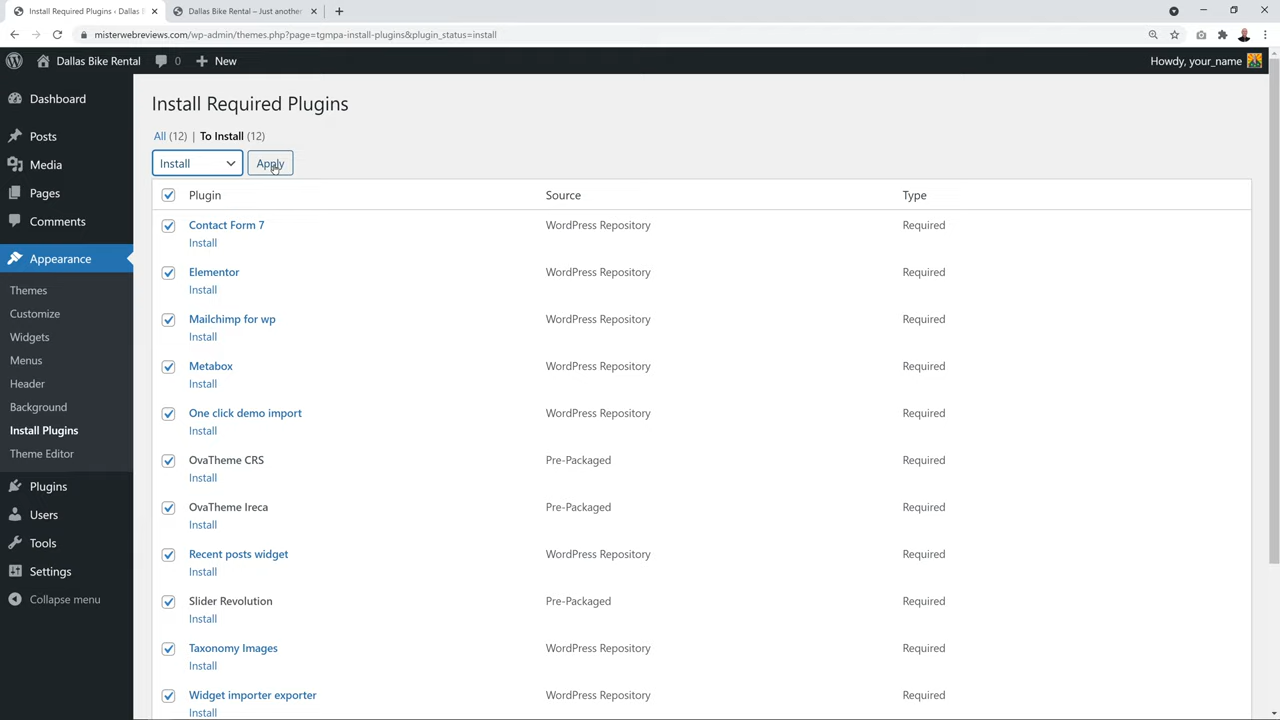 Install Required Plugins ‹ Dallas B
Dallas Bike Rental – Just another
misterwebreviews.com/wp-admin/themes.php?page=tgmpa-install-plugins&plugin_status=install
Dallas Bike Rental
0
New
Howdy, your_name
Dashboard
Posts
Media
Pages
Comments
Appearance
Themes
Customize
Widgets
Menus
Header
Background
Install Plugins
Theme Editor
Plugins
Users
Tools
Settings
Collapse menu
Install Required Plugins
All (12) | To Install (12)
Install
Apply
Plugin Source Type
Contact Form 7 WordPress Repository Required
Install
Elementor WordPress Repository Required
Install
Mailchimp for wp WordPress Repository Required
Install
Metabox WordPress Repository Required
Install
One click demo import WordPress Repository Required
Install
OvaTheme CRS Pre-Packaged Required
Install
OvaTheme Ireca Pre-Packaged Required
Install
Recent posts widget WordPress Repository Required
Install
Slider Revolution Pre-Packaged Required
Install
Taxonomy Images WordPress Repository Required
Install
Widget importer exporter WordPress Repository Required
Install